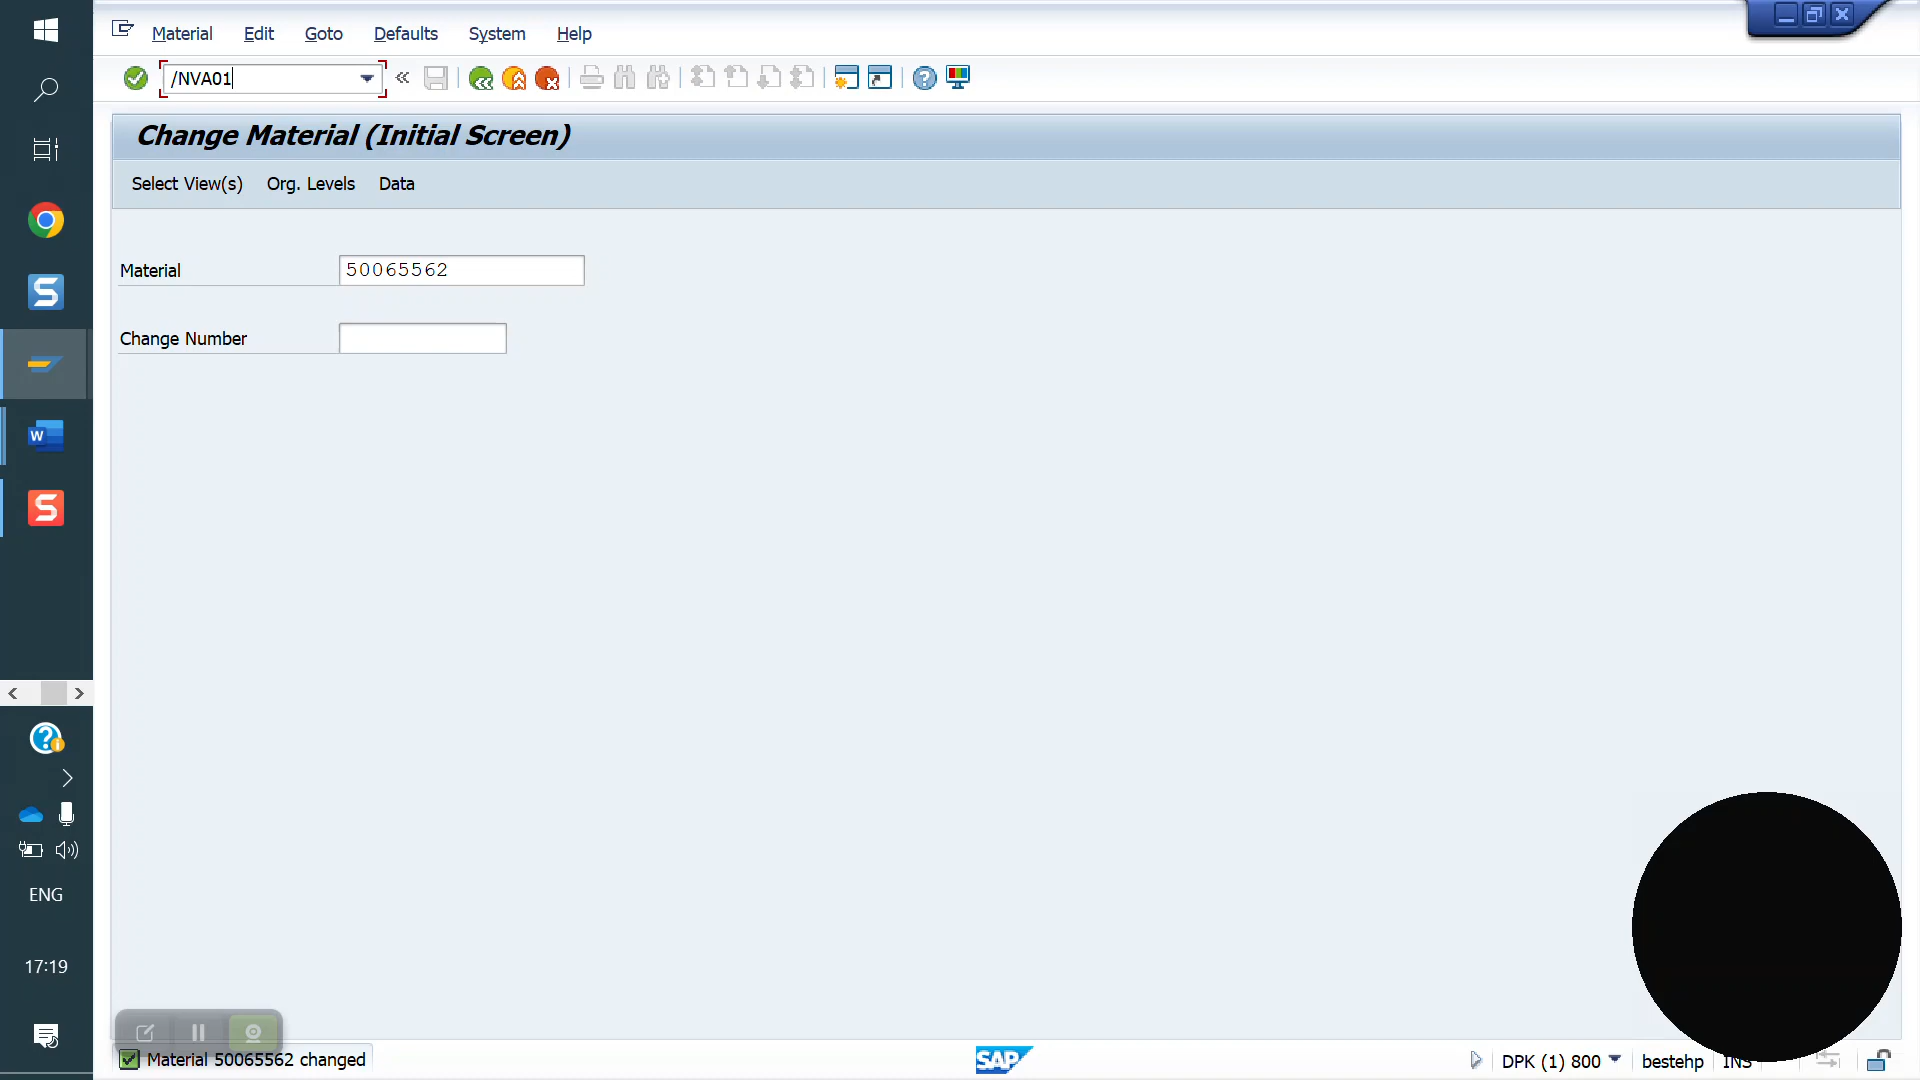 Material Edit Goto Defaults System Help
/NVA01
Change Material (Initial Screen)
Select View(s) Org. Levels Data
Material 50065562
Change Number
W
S
S
ENG
17:19
Material 50065562 changed
SAP
DPK (1) 800 bestehp INS